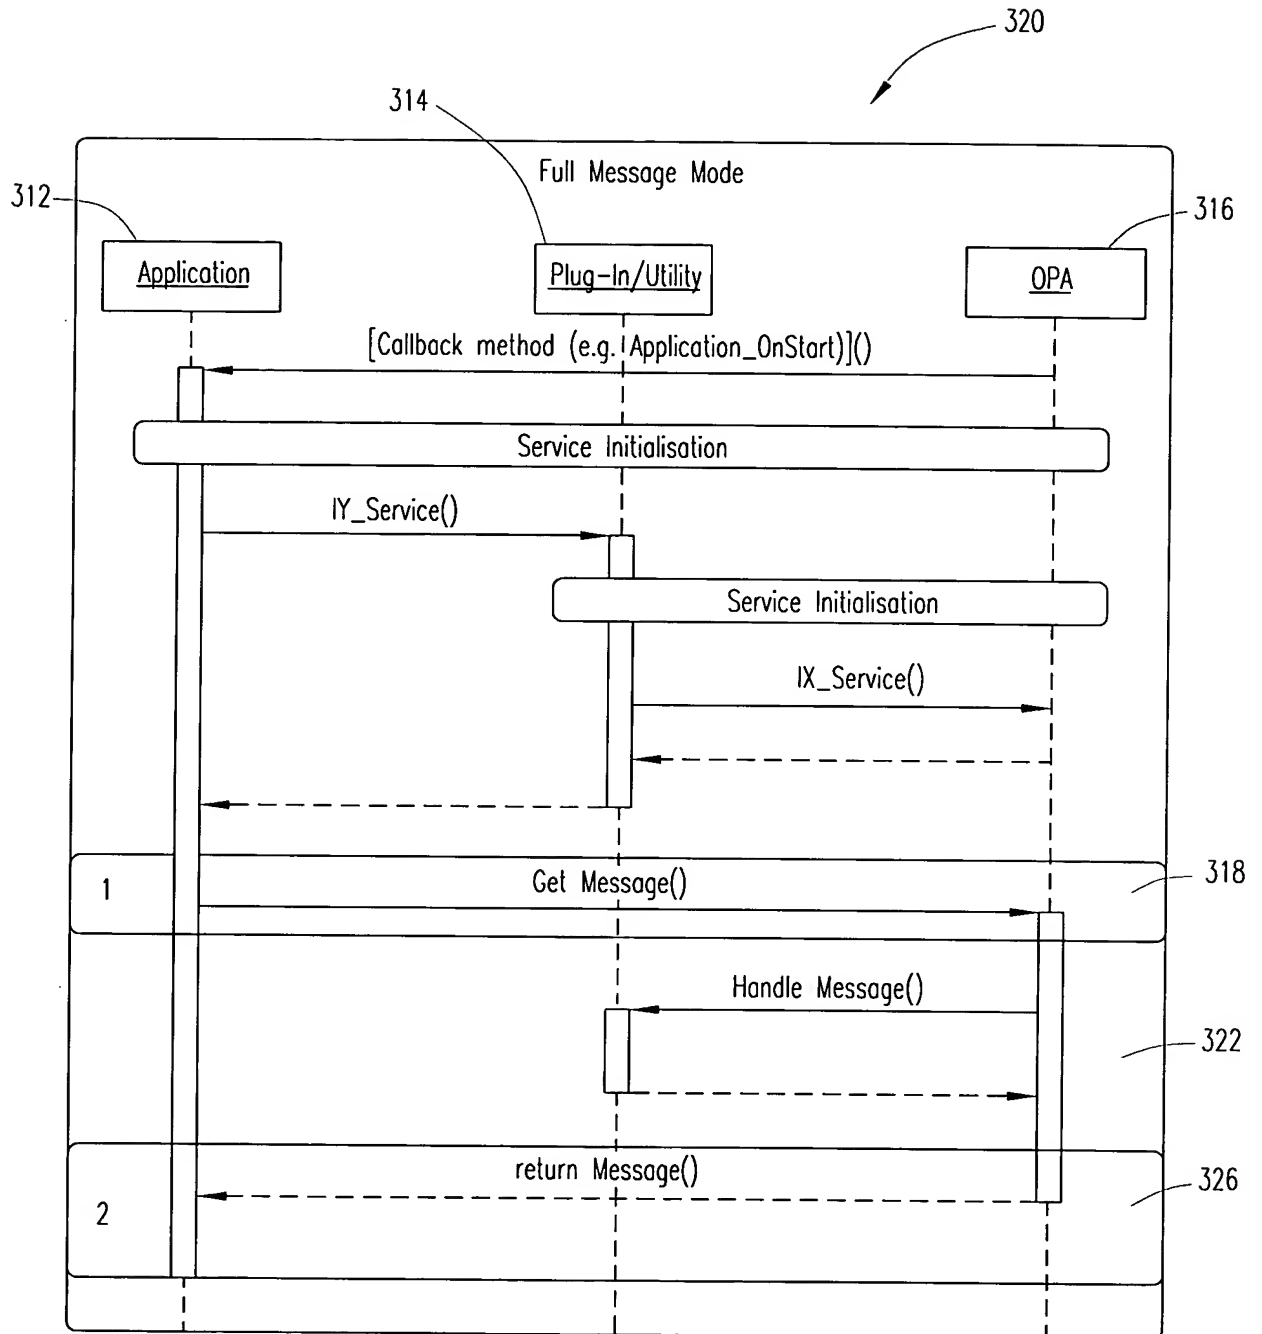 320
314
Full Message Mode
312
316
Application
Plug-In/Utility
OPA
[Callback method (e.g. Application_OnStart)]()
Service Initialisation
IY_Service()
Service Initialisation
IX_Service()
1
Get Message()
318
Handle Message()
322
return Message()
326
2